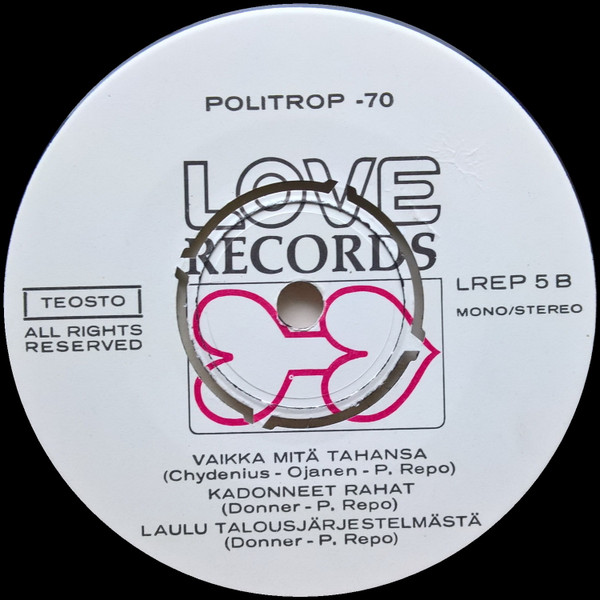 POLITROP -70
LOVE
RECORDS
TEOSTO
ALL RIGHTS
RESERVED
LREP 5 B
MONO/STEREO
VAIKKA MITÄ TAHANSA
(Chydenius - Ojanen - P. Repo)
KADONNEET RAHAT
(Donner - P. Repo)
LAULU TALOUSJÄRJESTELMÄSTÄ
(Donner - P. Repo)